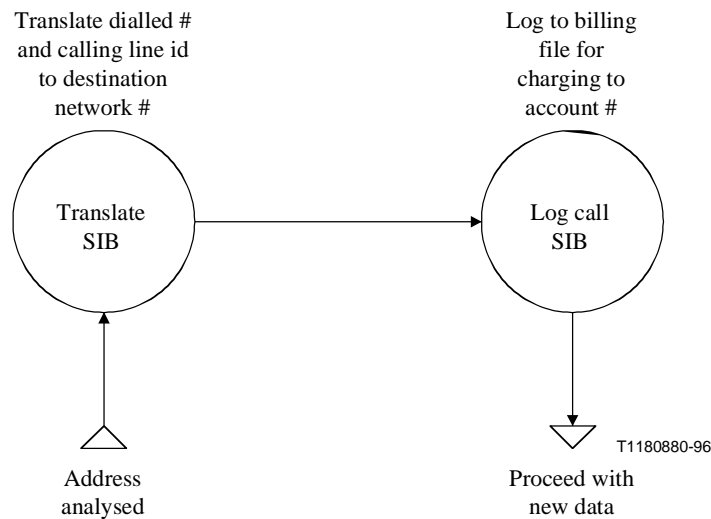 Translate dialled #
and calling line id
to destination
network #
Log to billing
file for
charging to
account #
Translate
SIB
Log call
SIB
T1180880-96
Address
analysed
Proceed with
new data